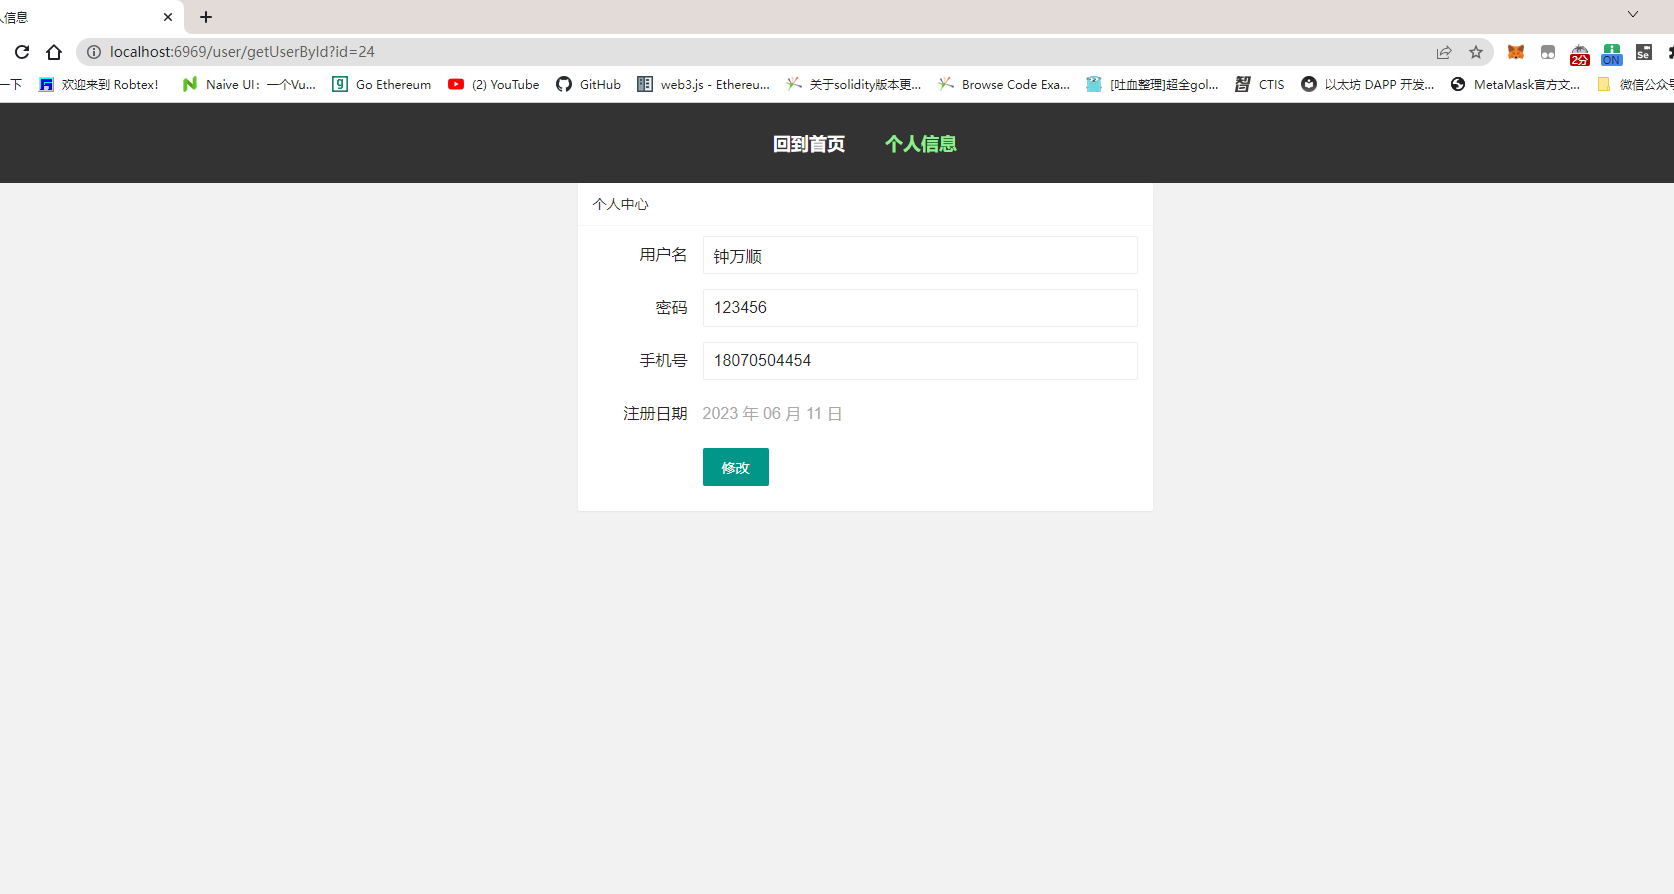 人信息
localhost:6969/user/getUserById?id=24
2分
ON
Se
一下 欢迎来到 Robtex! Naive UI：一个Vu... Go Ethereum (2) YouTube GitHub web3.js - Ethereu... 关于solidity版本更... Browse Code Exa... [吐血整理]超全gol... CTIS 以太坊 DAPP 开发... MetaMask官方文... 微信公众号
回到首页 个人信息
个人中心
用户名 钟万顺
密码 123456
手机号 18070504454
注册日期 2023 年 06 月 11 日
修改